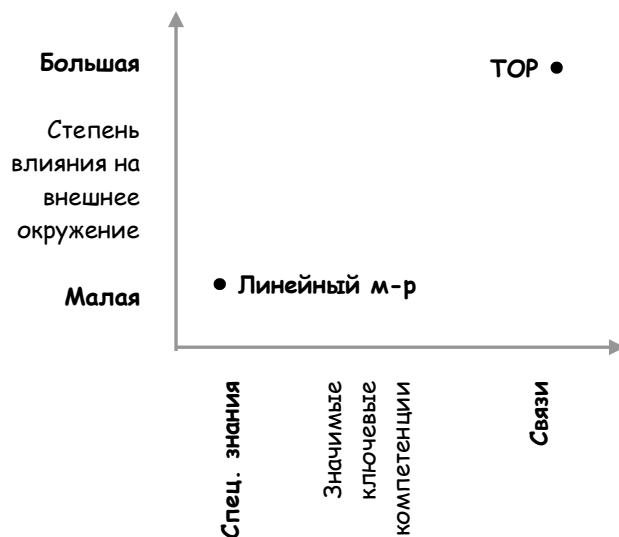 Большая
ТОР
Степень
влияния на
внешнее
окружение
Малая
Линейный м-р
Спец. знания
Значимые
ключевые
компетенции
Связи